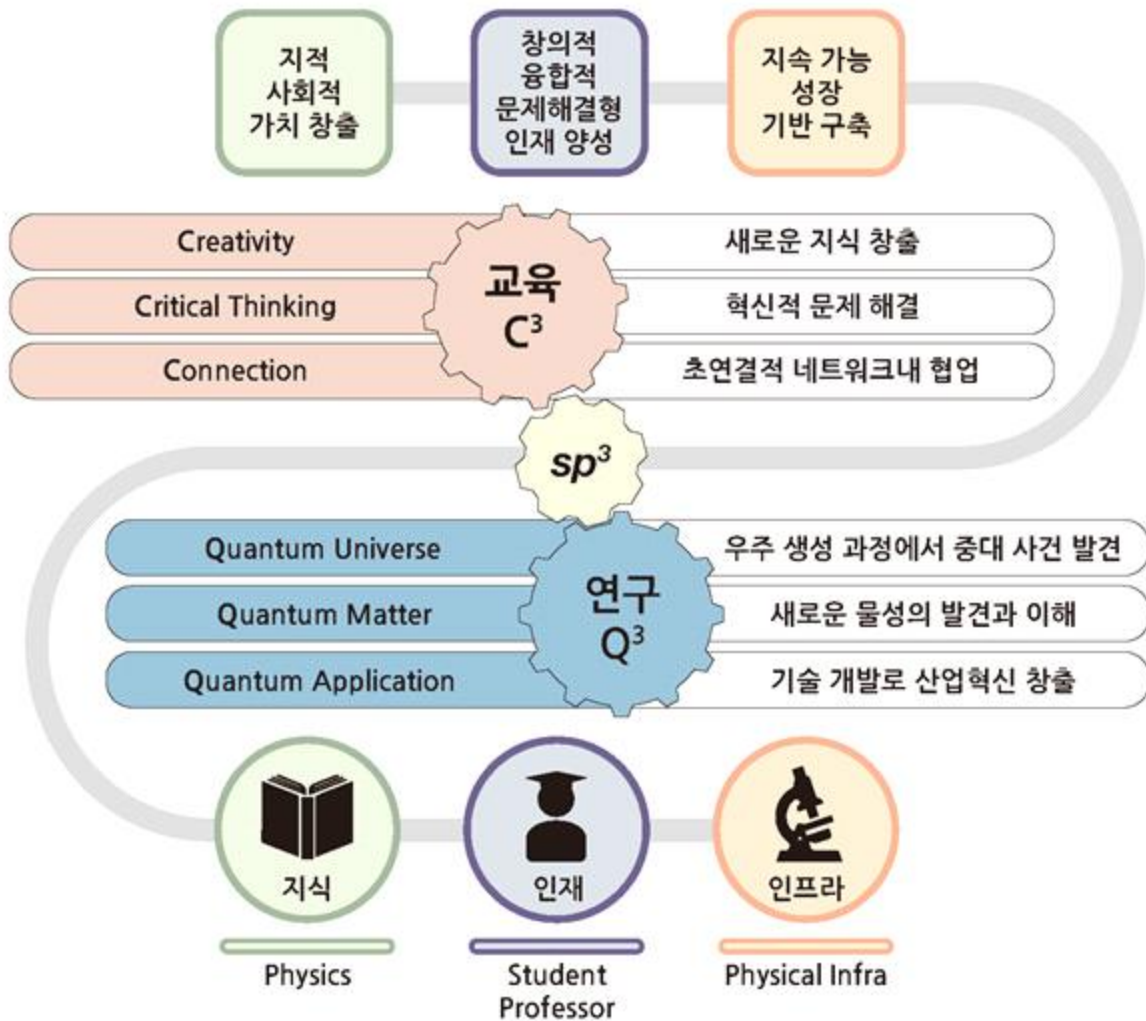 지적
사회적
가치 창출
창의적
융합적
문제해결형
인재 양성
지속 가능
성장
기반 구축
Creativity
새로운 지식 창출
Critical Thinking
혁신적 문제 해결
Connection
초연결적 네트워크내 협업
교육
C³
sp³
Quantum Universe
우주 생성 과정에서 중대 사건 발견
Quantum Matter
새로운 물성의 발견과 이해
Quantum Application
기술 개발로 산업혁신 창출
연구
Q³
지식
인재
인프라
Physics
Student
Professor
Physical Infra